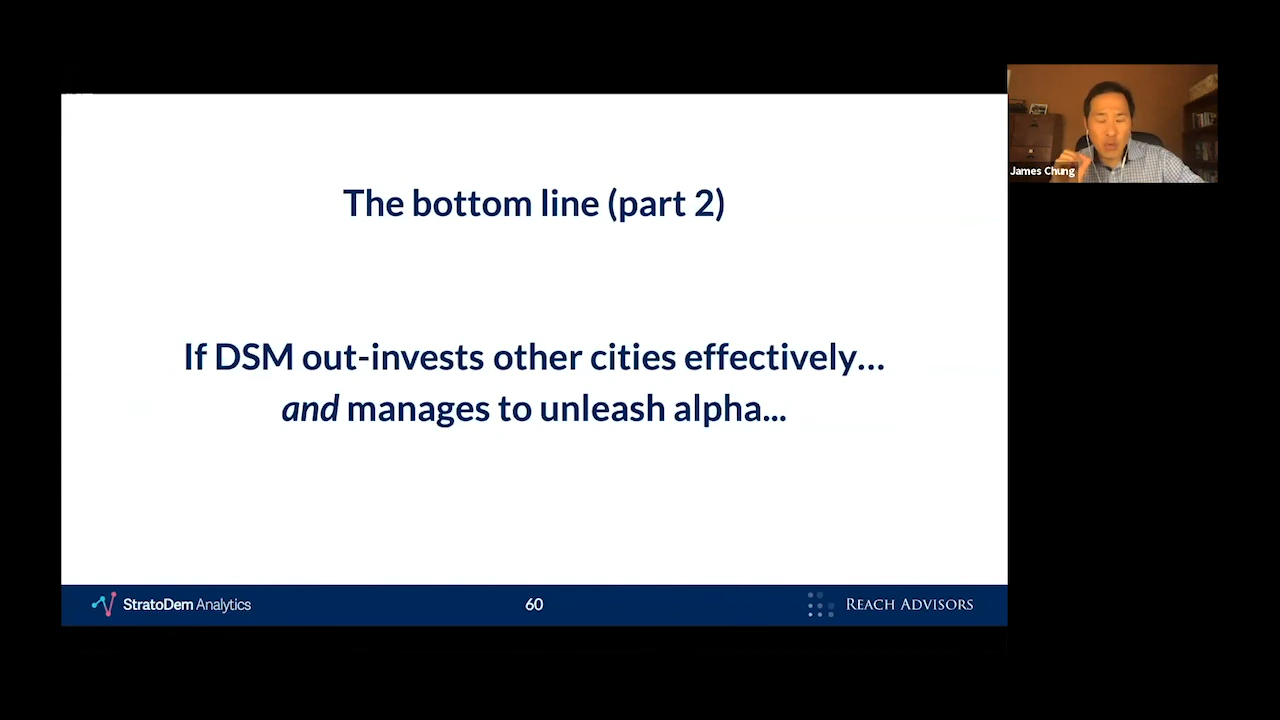 The bottom line (part 2)
James Chung
If DSM out-invests other cities effectively...
and manages to unleash alpha...
StratoDem Analytics
60
REACH ADVISORS